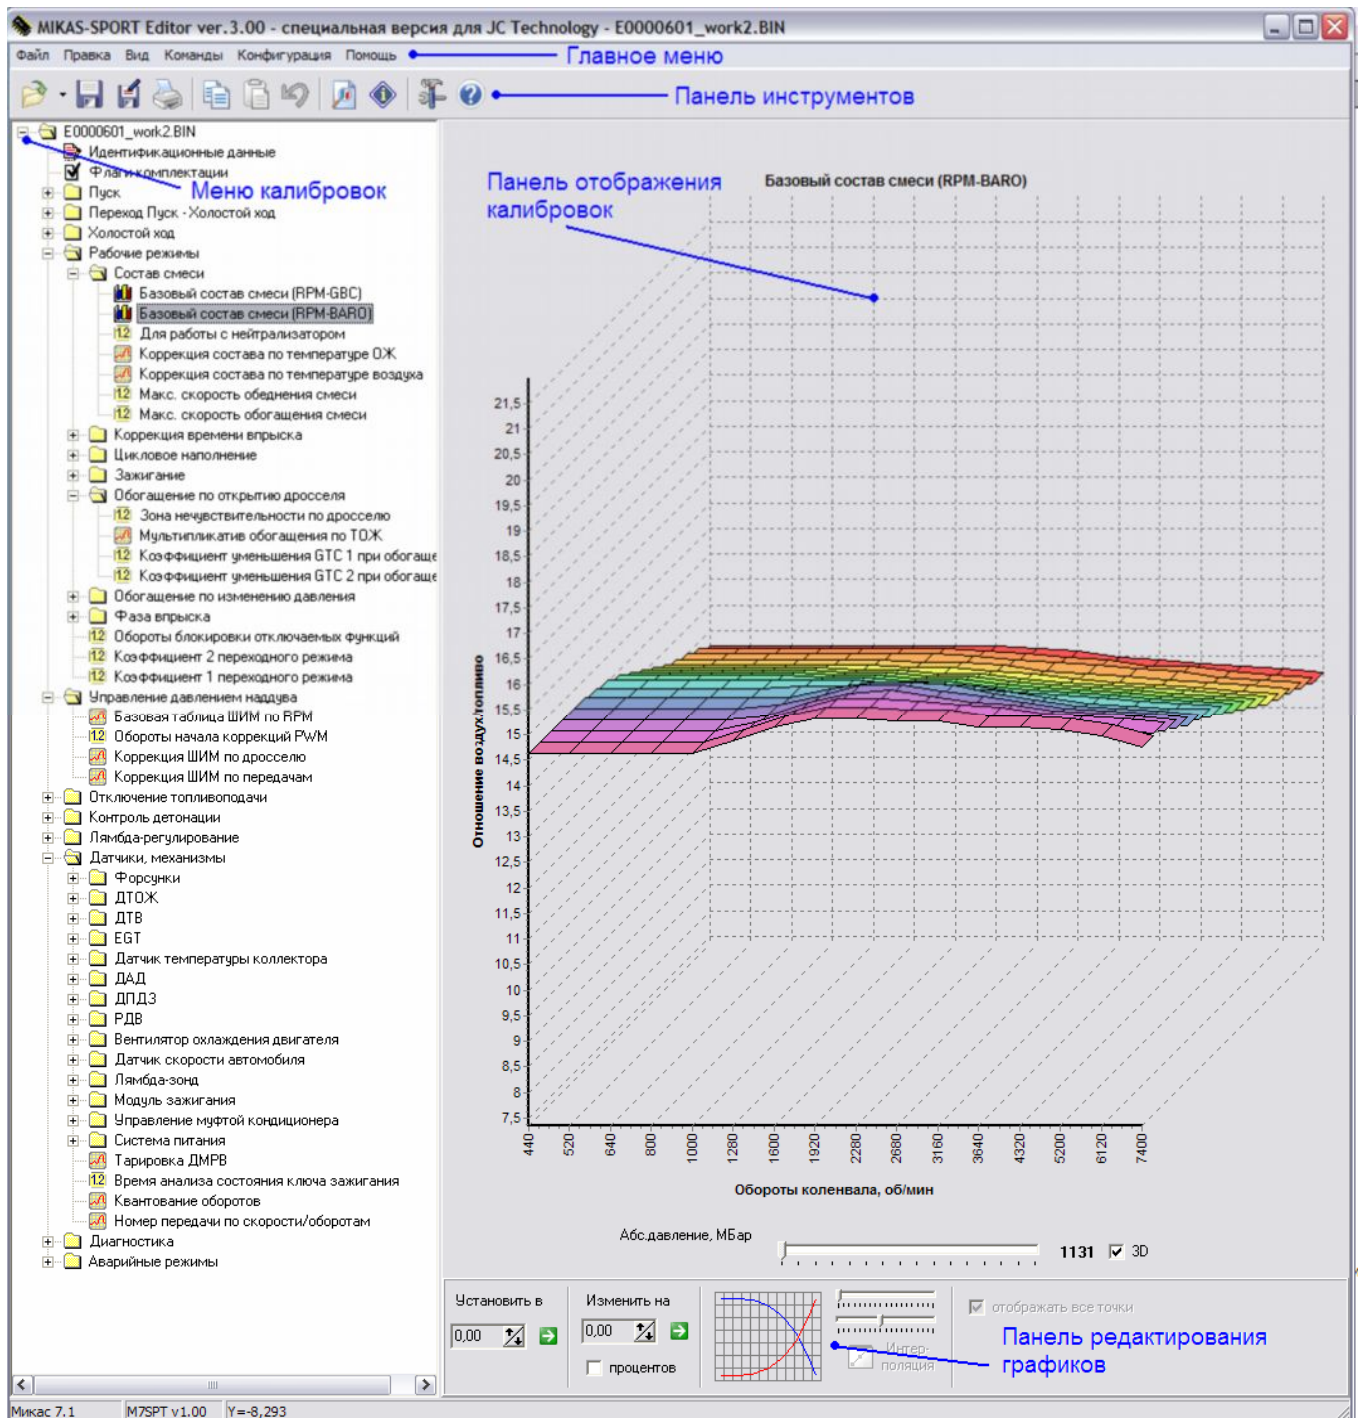 MIKAS-SPORT Editor ver.3.00 - специальная версия для JC Technology - E0000601_work2.BIN
Файл Правка Вид Команды Конфигурация Помощь
Главное меню
Панель инструментов
E0000601_work2.BIN
Идентификационные данные
Флаги комплектации
Меню калибровок
Пуск
Переход Пуск - Холостой ход
Холостой ход
Рабочие режимы
Состав смеси
Базовый состав смеси (RPM-GBC)
Базовый состав смеси (RPM-BARO)
Для работы с нейтрализатором
Коррекция состава по температуре ОЖ
Коррекция состава по температуре воздуха
Макс. скорость обеднения смеси
Макс. скорость обогащения смеси
Коррекция времени впрыска
Цикловое наполнение
Зажигание
Обогащение по открытию дросселя
Зона нечувствительности по дросселю
Мультипликатив обогащения по ТОЖ
Коэффициент уменьшения GTC 1 при обогаще
Коэффициент уменьшения GTC 2 при обогаще
Обогащение по изменению давления
Фаза впрыска
Обороты блокировки отключаемых функций
Коэффициент 2 переходного режима
Коэффициент 1 переходного режима
Управление давлением наддува
Базовая таблица ШИМ по RPM
Обороты начала коррекций PWM
Коррекция ШИМ по дросселю
Коррекция ШИМ по передачам
Отключение топливоподачи
Контроль детонации
Лямбда-регулирование
Датчики, механизмы
Форсунки
ДТОЖ
ДТВ
EGT
Датчик температуры коллектора
ДАД
ДПДЗ
РДВ
Вентилятор охлаждения двигателя
Датчик скорости автомобиля
Лямбда-зонд
Модуль зажигания
Управление муфтой кондиционера
Система питания
Тарировка ДМРВ
Время анализа состояния ключа зажигания
Квантование оборотов
Номер передачи по скорости/оборотам
Диагностика
Аварийные режимы
Панель отображения
калибровок
Базовый состав смеси (RPM-BARO)
21,5
21
20,5
20
19,5
19
18,5
18
17,5
17
16,5
16
15,5
15
14,5
14
13,5
13
12,5
12
11,5
11
10,5
10
9,5
9
8,5
8
7,5
Отношение воздух/топливо
440 520 640 800 1000 1280 1600 1920 2280 2680 3160 3640 4320 5200 6120 7400
Обороты коленвала, об/мин
Абс.давление, МБар
1131 3D
Установить в
0,00
Изменить на
0,00
процентов
Интер-
поляция
отображать все точки
Панель редактирования
графиков
Микас 7.1 M7SPT v1.00 Y=-8,293